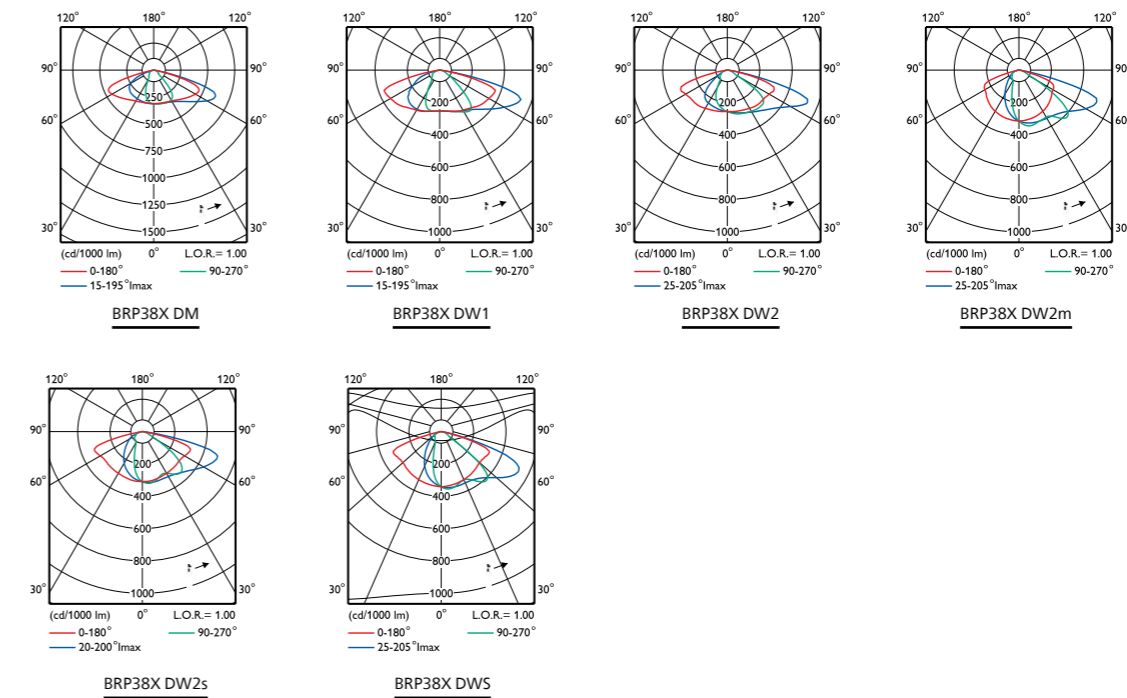 120° 180° 120°
90° 90°
250
60° 500 60°
750
1000
1250
30° 1500 30°
(cd/1000 lm) 0° L.O.R.= 1.00
0-180° 90-270°
15-195°Imax
BRP38X DM
120° 180° 120°
90° 90°
200
60° 400 60°
600
800
30° 1000 30°
(cd/1000 lm) 0° L.O.R.= 1.00
0-180° 90-270°
15-195°Imax
BRP38X DW1
120° 180° 120°
90° 90°
200
60° 400 60°
600
800
30° 1000 30°
(cd/1000 lm) 0° L.O.R.= 1.00
0-180° 90-270°
25-205°Imax
BRP38X DW2
120° 180° 120°
90° 90
200
60° 400 60
600
800
30° 1000 30
(cd/1000 lm) 0° L.O.R.= 1.00
0-180° 90-270°
25-205°Imax
BRP38X DW2m
120° 180° 120°
90° 90°
200
60° 400 60°
600
800
30° 1000 30°
(cd/1000 lm) 0° L.O.R.= 1.00
0-180° 90-270°
20-200°Imax
BRP38X DW2s
120° 180° 120°
90° 90°
200
60° 400 60°
600
800
30° 1000 30°
(cd/1000 lm) 0° L.O.R.= 1.00
0-180° 90-270°
25-205°Imax
BRP38X DWS